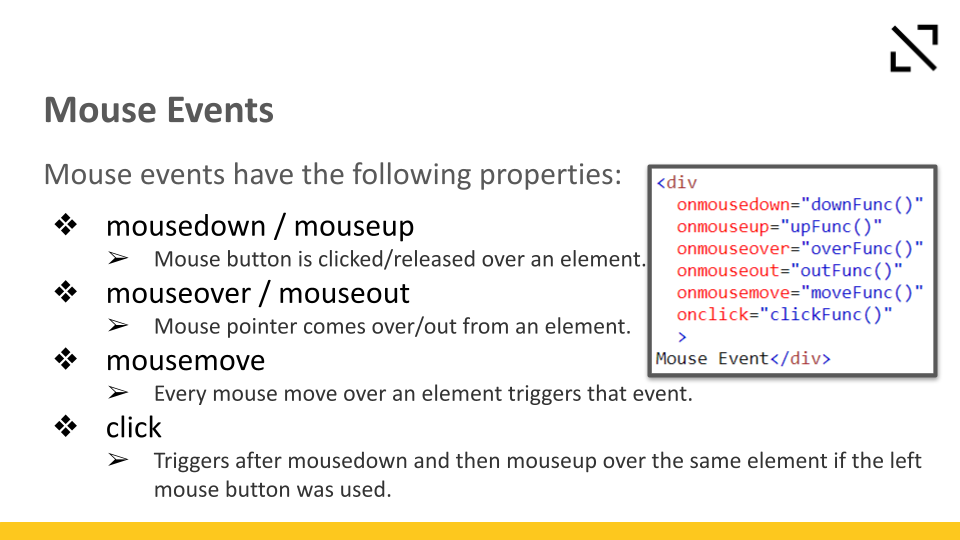 Mouse Events
Mouse events have the following properties:
❖ mousedown / mouseup
➢ Mouse button is clicked/released over an element.
❖ mouseover / mouseout
➢ Mouse pointer comes over/out from an element.
❖ mousemove
➢ Every mouse move over an element triggers that event.
❖ click
➢ Triggers after mousedown and then mouseup over the same element if the left
mouse button was used.
<div
onmousedown="downFunc()"
onmouseup="upFunc()"
onmouseover="overFunc()"
onmouseout="outFunc()"
onmousemove="moveFunc()"
onclick="clickFunc()"
>
Mouse Event</div>